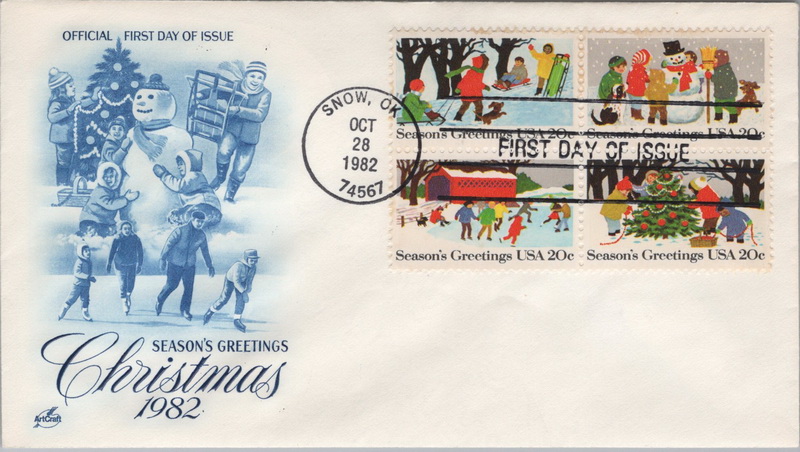 OFFICIAL FIRST DAY OF ISSUE
SEASON'S GREETINGS
Christmas
1982
ArtCraft
SNOW, OK
OCT
28
1982
74567
FIRST DAY OF ISSUE
Season's Greetings USA 20c
Season's Greetings USA 20c
Season's Greetings USA 20c
Season's Greetings USA 20c